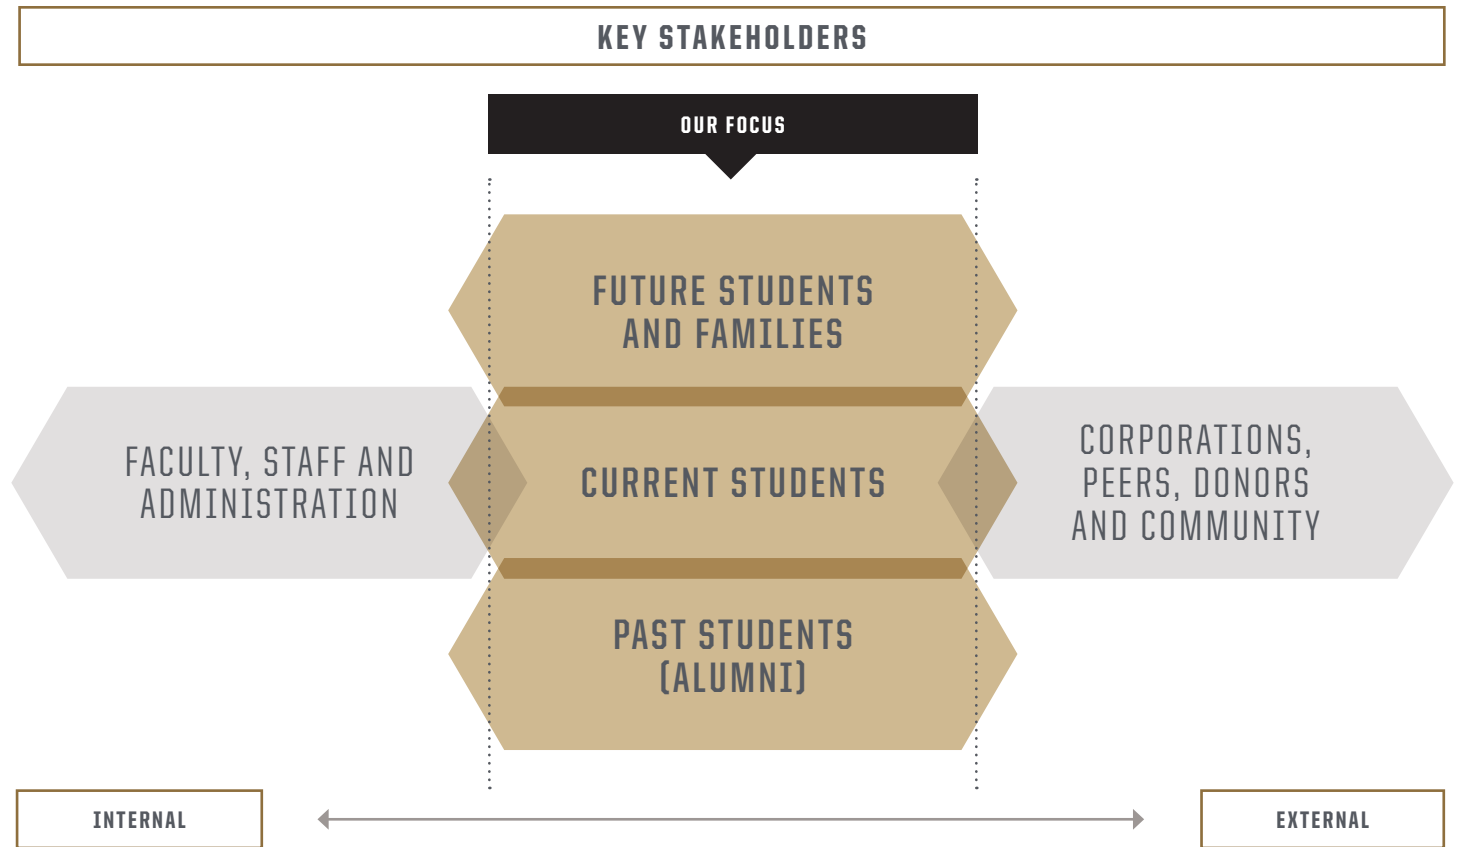 KEY STAKEHOLDERS
OUR FOCUS
FUTURE STUDENTS
AND FAMILIES
FACULTY, STAFF AND
ADMINISTRATION
CURRENT STUDENTS
CORPORATIONS,
PEERS, DONORS
AND COMMUNITY
PAST STUDENTS
(ALUMNI)
INTERNAL
EXTERNAL